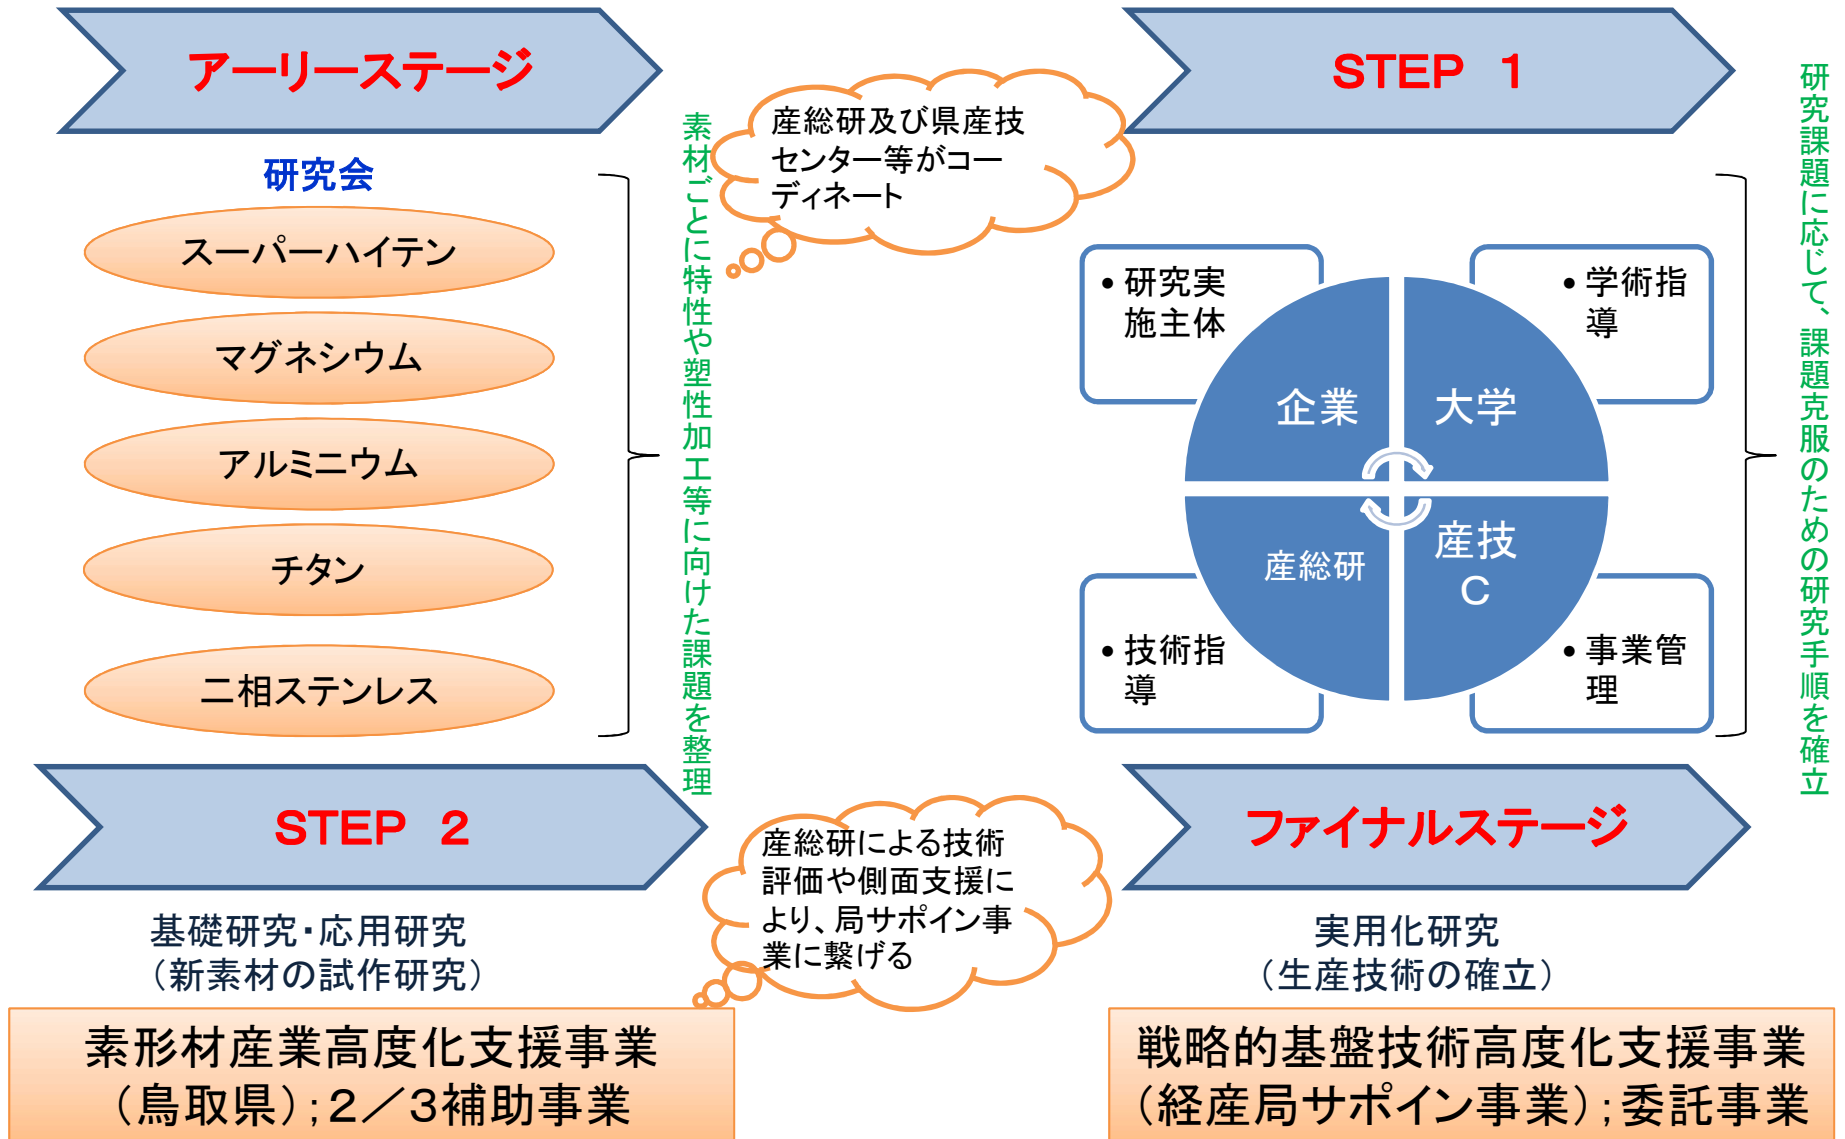 アーリーステージ
研究会
スーパーハイテン
マグネシウム
アルミニウム
チタン
二相ステンレス
素材ごとに特性や塑性加工等に向けた課題を整理
産総研及び県産技
センター等がコー
ディネート
STEP 1
• 研究実
施主体
• 学術指
導
企業
大学
産総研
産技
C
• 技術指
導
• 事業管
理
研究課題に応じて、課題克服のための研究手順を確立
STEP 2
基礎研究・応用研究
（新素材の試作研究）
素形材産業高度化支援事業
（鳥取県）；２／３補助事業
産総研による技術
評価や側面支援に
より、局サポイン事
業に繋げる
ファイナルステージ
実用化研究
（生産技術の確立）
戦略的基盤技術高度化支援事業
（経産局サポイン事業）；委託事業